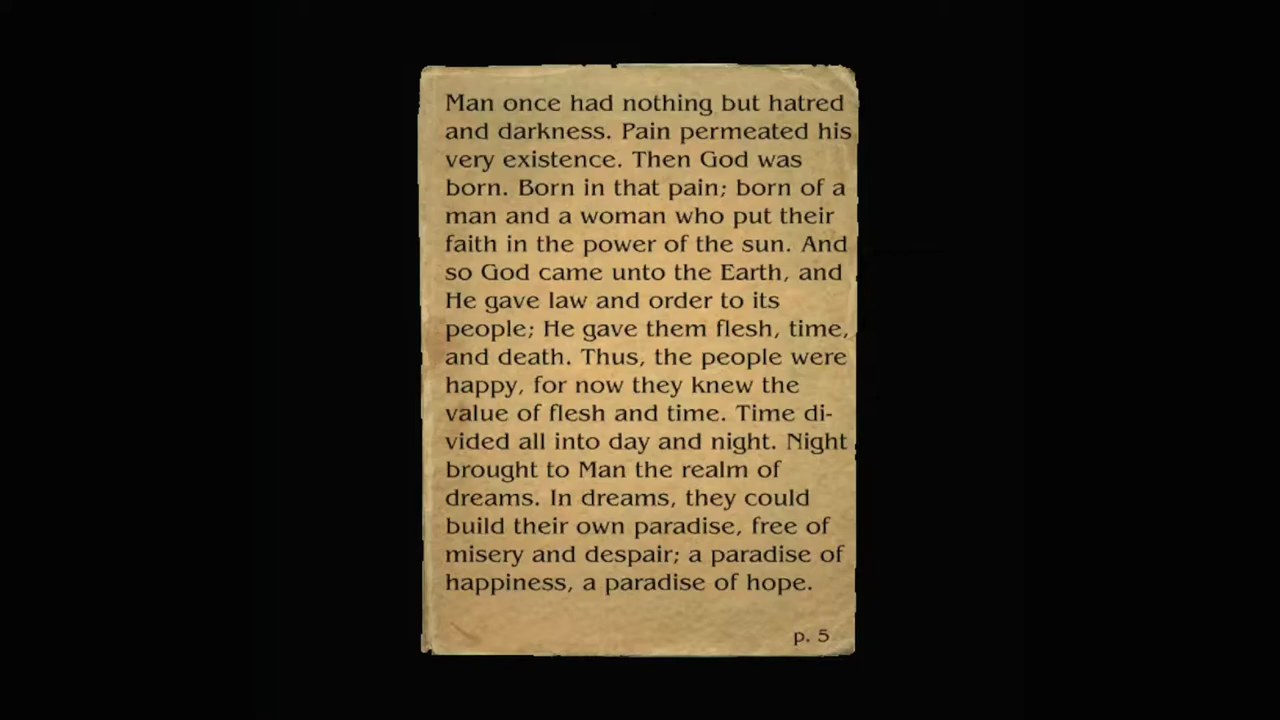 Man once had nothing but hatred
and darkness. Pain permeated his
very existence. Then God was
born. Born in that pain; born of a
man and a woman who put their
faith in the power of the sun. And
so God came unto the Earth, and
He gave law and order to its
people; He gave them flesh, time,
and death. Thus, the people were
happy, for now they knew the
value of flesh and time. Time di-
vided all into day and night. Night
brought to Man the realm of
dreams. In dreams, they could
build their own paradise, free of
misery and despair; a paradise of
happiness, a paradise of hope.
p. 5